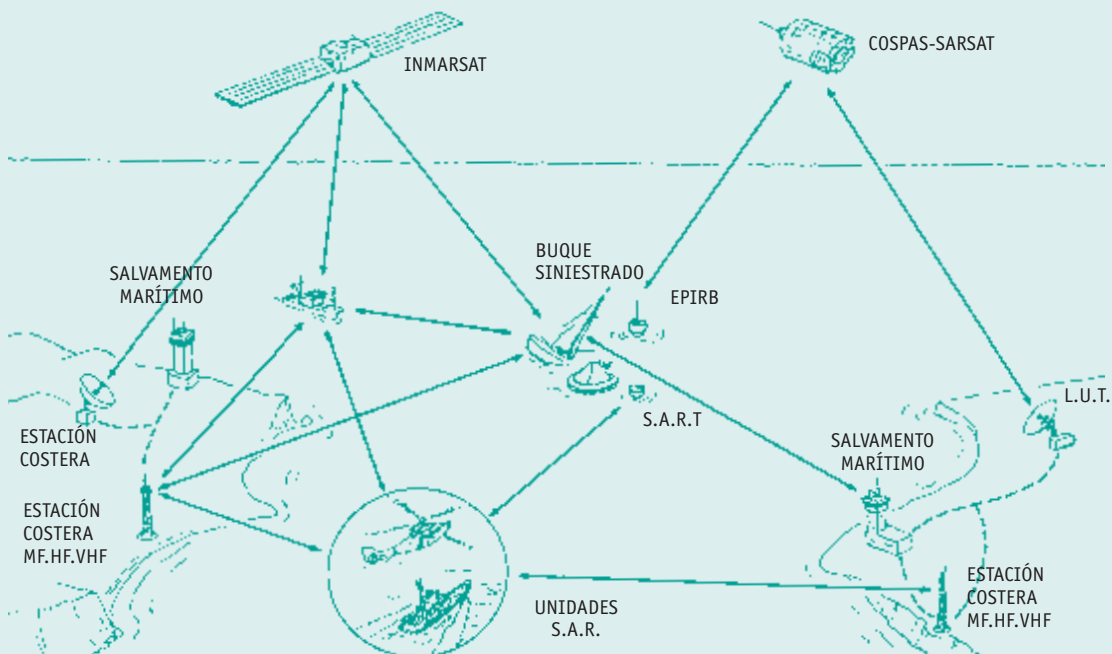 INMARSAT
COSPAS-SARSAT
BUQUE
SINIESTRADO
SALVAMENTO
MARÍTIMO
EPIRB
L.U.T.
S.A.R.T
ESTACIÓN
COSTERA
SALVAMENTO
MARÍTIMO
ESTACIÓN
COSTERA
MF.HF.VHF
ESTACIÓN
COSTERA
MF.HF.VHF
UNIDADES
S.A.R.